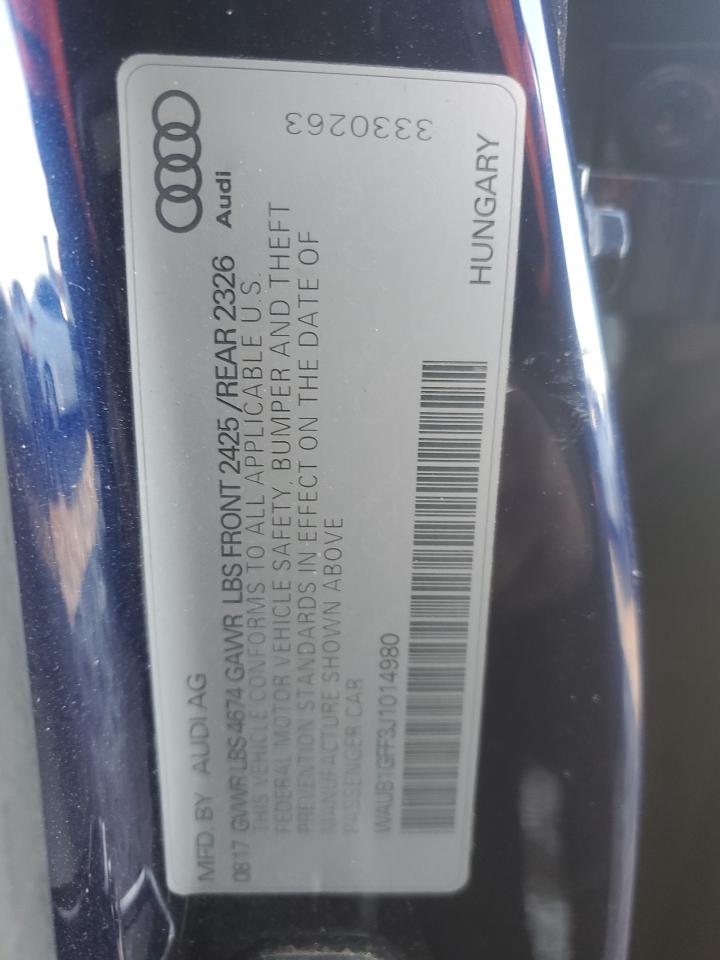 MFD. BY AUDI AG
0817 GVWR LBS 4674 GAWR LBS FRONT 2425 / REAR 2326
THIS VEHICLE CONFORMS TO ALL APPLICABLE U.S.
FEDERAL MOTOR VEHICLE SAFETY, BUMPER AND THEFT
PREVENTION STANDARDS IN EFFECT ON THE DATE OF
MANUFACTURE SHOWN ABOVE
PASSENGER CAR
WAUB1GFF3J1014980
Audi
3330263
HUNGARY